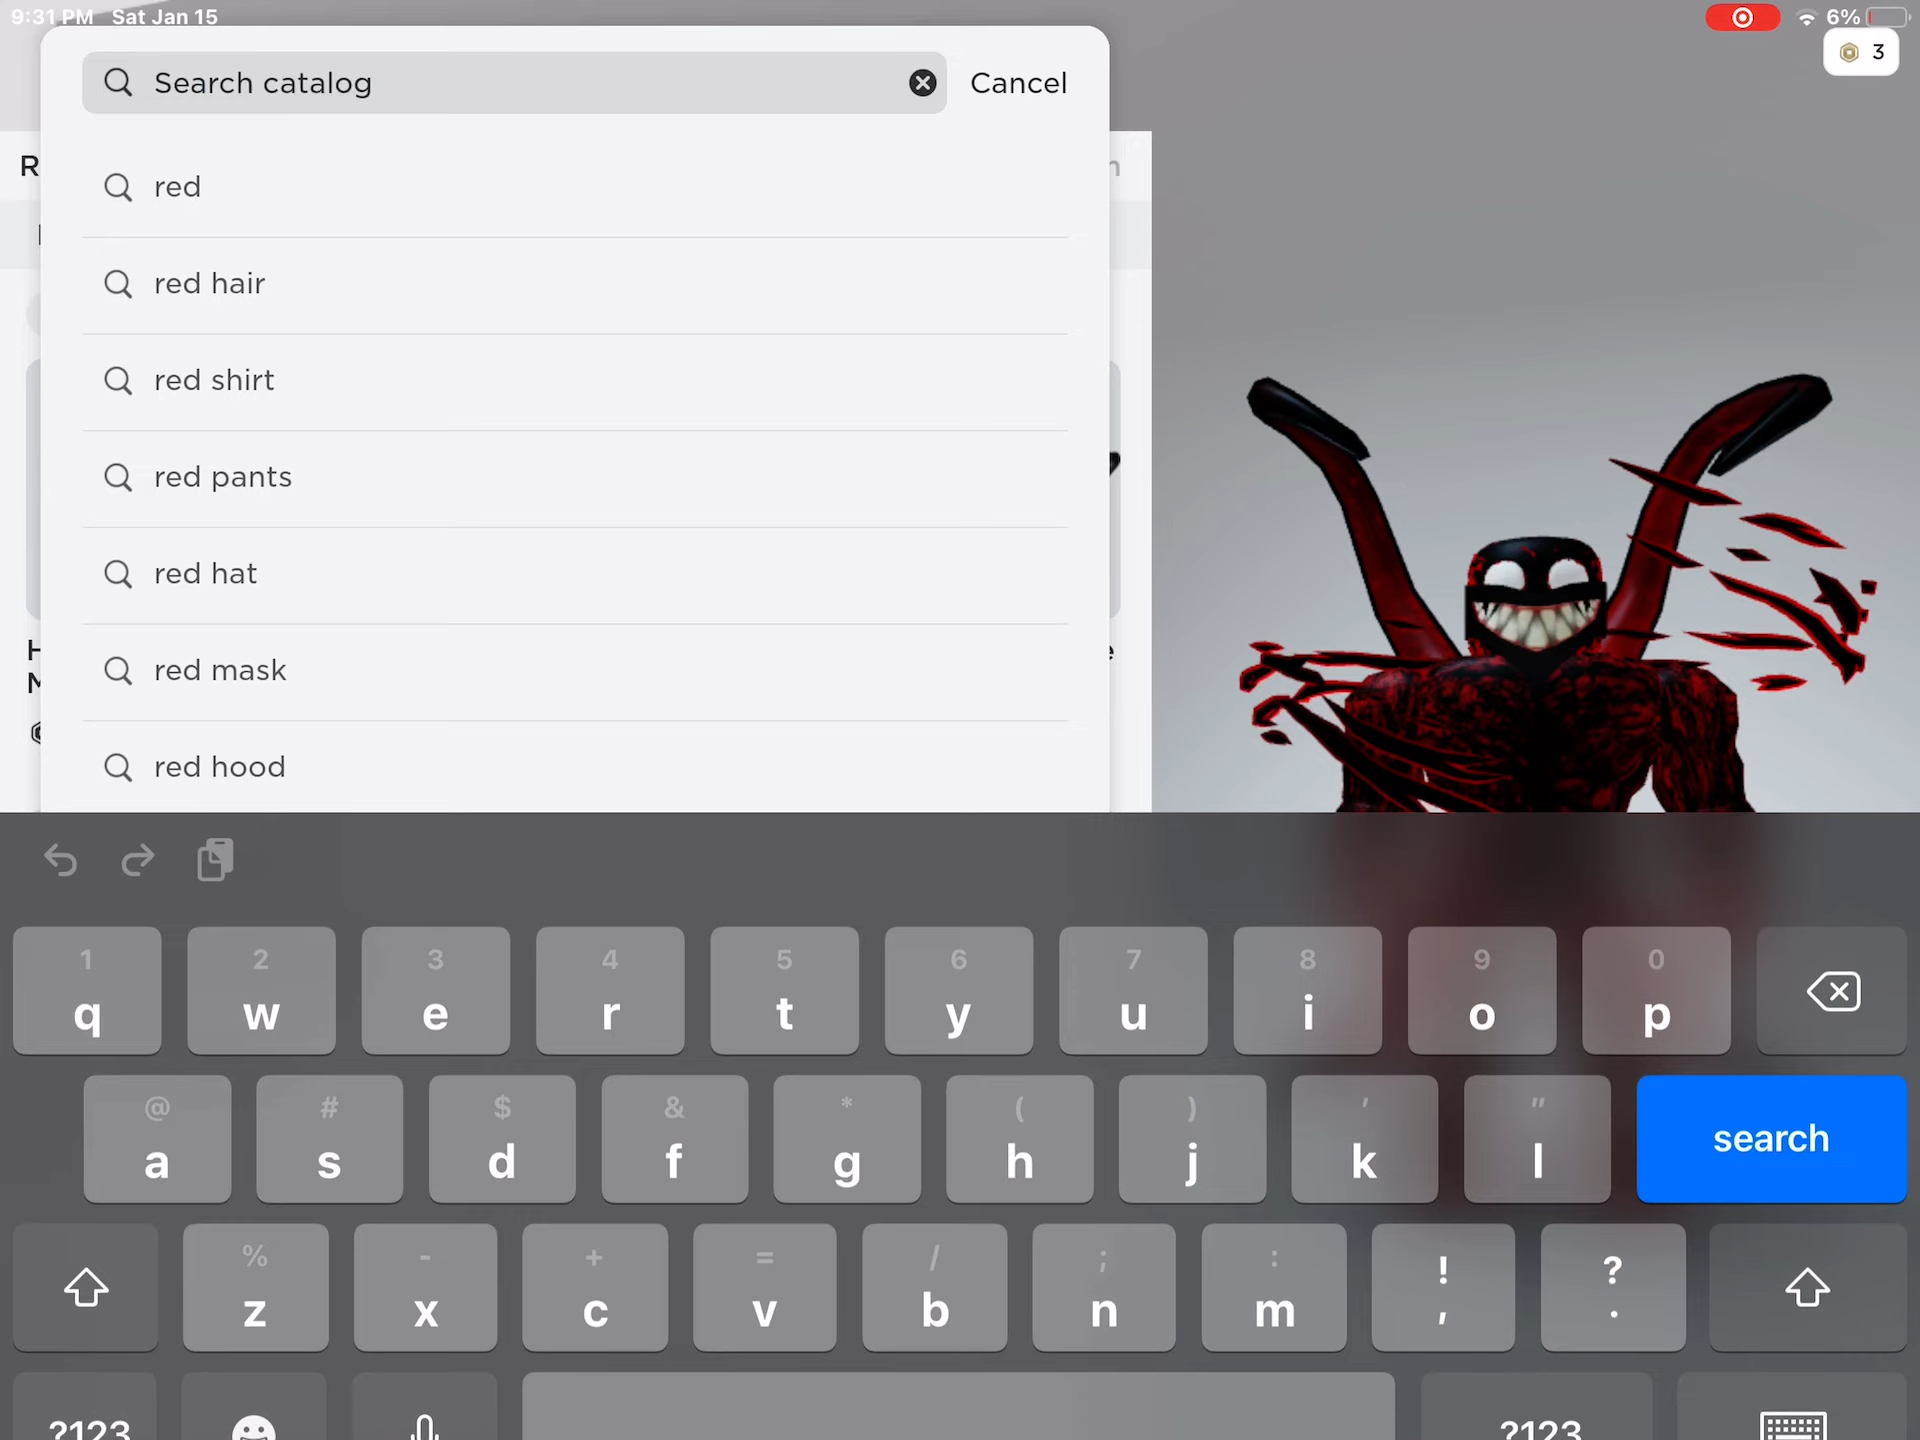 9:31 PM Sat Jan 15
6%
3
Search catalog
Cancel
red
red hair
red shirt
red pants
red hat
red mask
red hood
1 2 3 4 5 6 7 8 9 0
q w e r t y u i o p
@ # $ & * ( ) ' "
a s d f g h j k l
search
% - + = / ; : ! ?
z x c v b n m , .
?123
?123